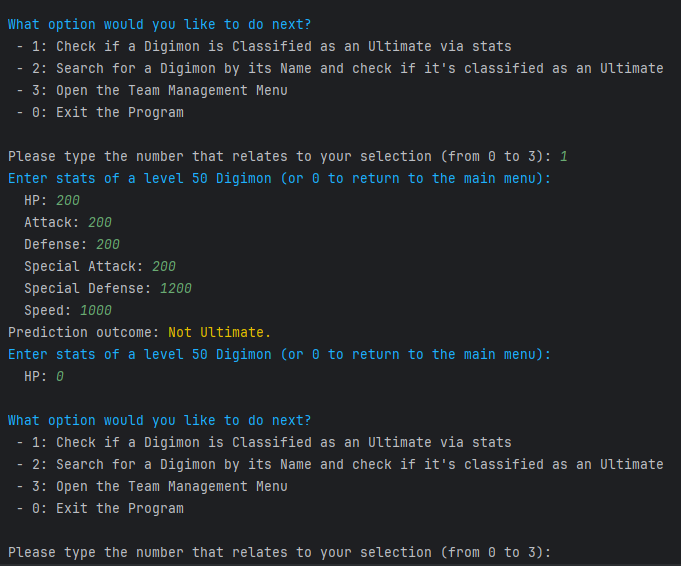 What option would you like to do next?
- 1: Check if a Digimon is Classified as an Ultimate via stats
- 2: Search for a Digimon by its Name and check if it's classified as an Ultimate
- 3: Open the Team Management Menu
- 0: Exit the Program
Please type the number that relates to your selection (from 0 to 3): 1
Enter stats of a level 50 Digimon (or 0 to return to the main menu):
HP: 200
Attack: 200
Defense: 200
Special Attack: 200
Special Defense: 1200
Speed: 1000
Prediction outcome: Not Ultimate.
Enter stats of a level 50 Digimon (or 0 to return to the main menu):
HP: 0
What option would you like to do next?
- 1: Check if a Digimon is Classified as an Ultimate via stats
- 2: Search for a Digimon by its Name and check if it's classified as an Ultimate
- 3: Open the Team Management Menu
- 0: Exit the Program
Please type the number that relates to your selection (from 0 to 3):